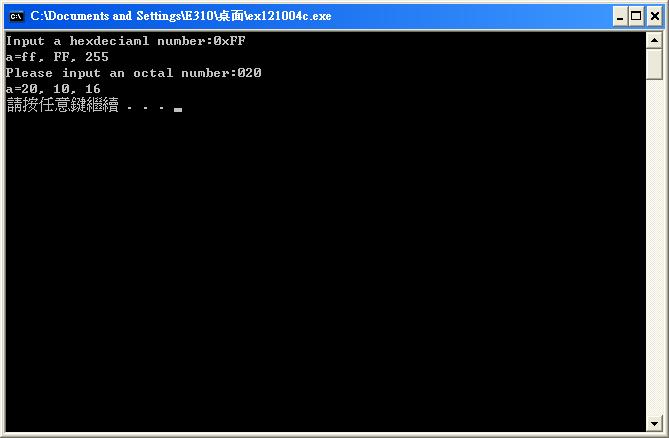 C:\Documents and Settings\E310\桌面\ex121004c.exe
Input a hexdeciaml number:0xFF
a=ff, FF, 255
Please input an octal number:020
a=20, 10, 16
請按任意鍵繼續 . . .